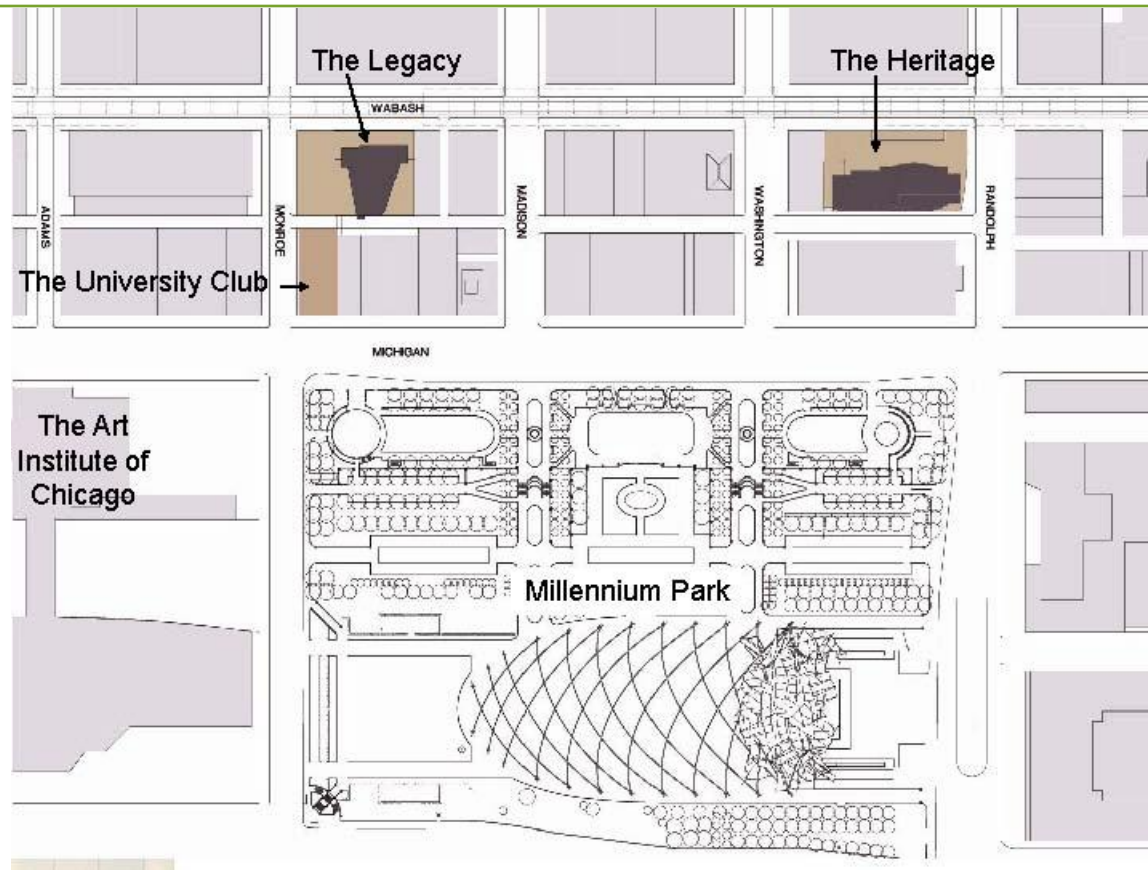 The Legacy
The Heritage
WABASH
ADAMS
MONROE
MADISON
WASHINGTON
RANDOLPH
The University Club
MICHIGAN
The Art
Institute of
Chicago
Millennium Park